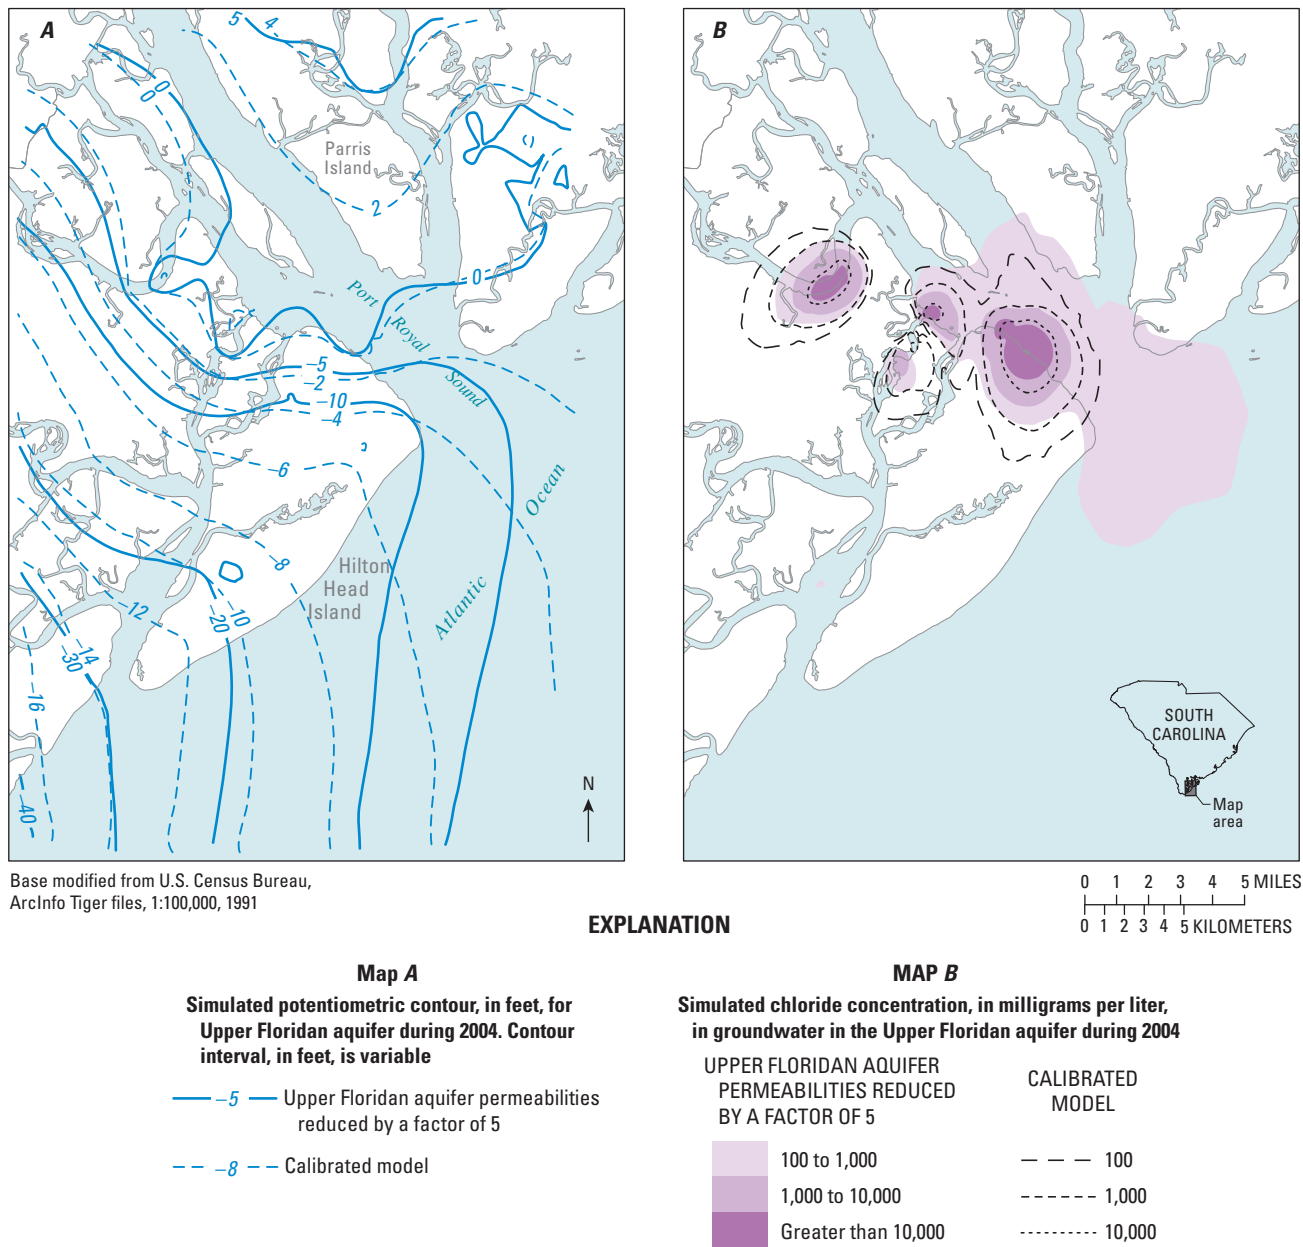 A
5
4
0
0
Parris
Island
2
0
Port
Royal
Sound
–1
–5
–2
–10
–4
–6
Ocean
–8
Hilton
Head
Island
Atlantic
–12
–10
–20
–14
–30
–16
–40
N
B
SOUTH
CAROLINA
Map
area
Base modified from U.S. Census Bureau,
ArcInfo Tiger files, 1:100,000, 1991
0 1 2 3 4 5 MILES
0 1 2 3 4 5 KILOMETERS
EXPLANATION
Map A
Simulated potentiometric contour, in feet, for
Upper Floridan aquifer during 2004. Contour
interval, in feet, is variable
–5 Upper Floridan aquifer permeabilities
reduced by a factor of 5
–8 Calibrated model
MAP B
Simulated chloride concentration, in milligrams per liter,
in groundwater in the Upper Floridan aquifer during 2004
UPPER FLORIDAN AQUIFER
PERMEABILITIES REDUCED
BY A FACTOR OF 5
100 to 1,000
1,000 to 10,000
Greater than 10,000
CALIBRATED
MODEL
100
1,000
10,000